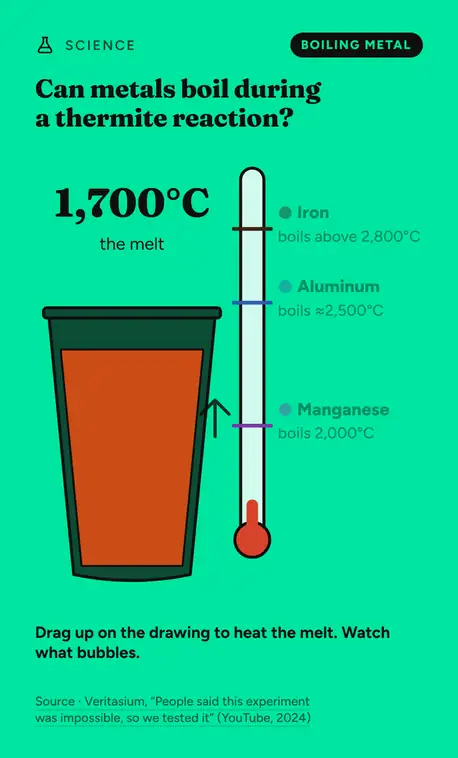 SCIENCE
BOILING METAL
Can metals boil during
a thermite reaction?
1,700°C
the melt
Iron
boils above 2,800°C
Aluminum
boils ≈2,500°C
Manganese
boils 2,000°C
Drag up on the drawing to heat the melt. Watch
what bubbles.
Source · Veritasium, “People said this experiment
was impossible, so we tested it” (YouTube, 2024)